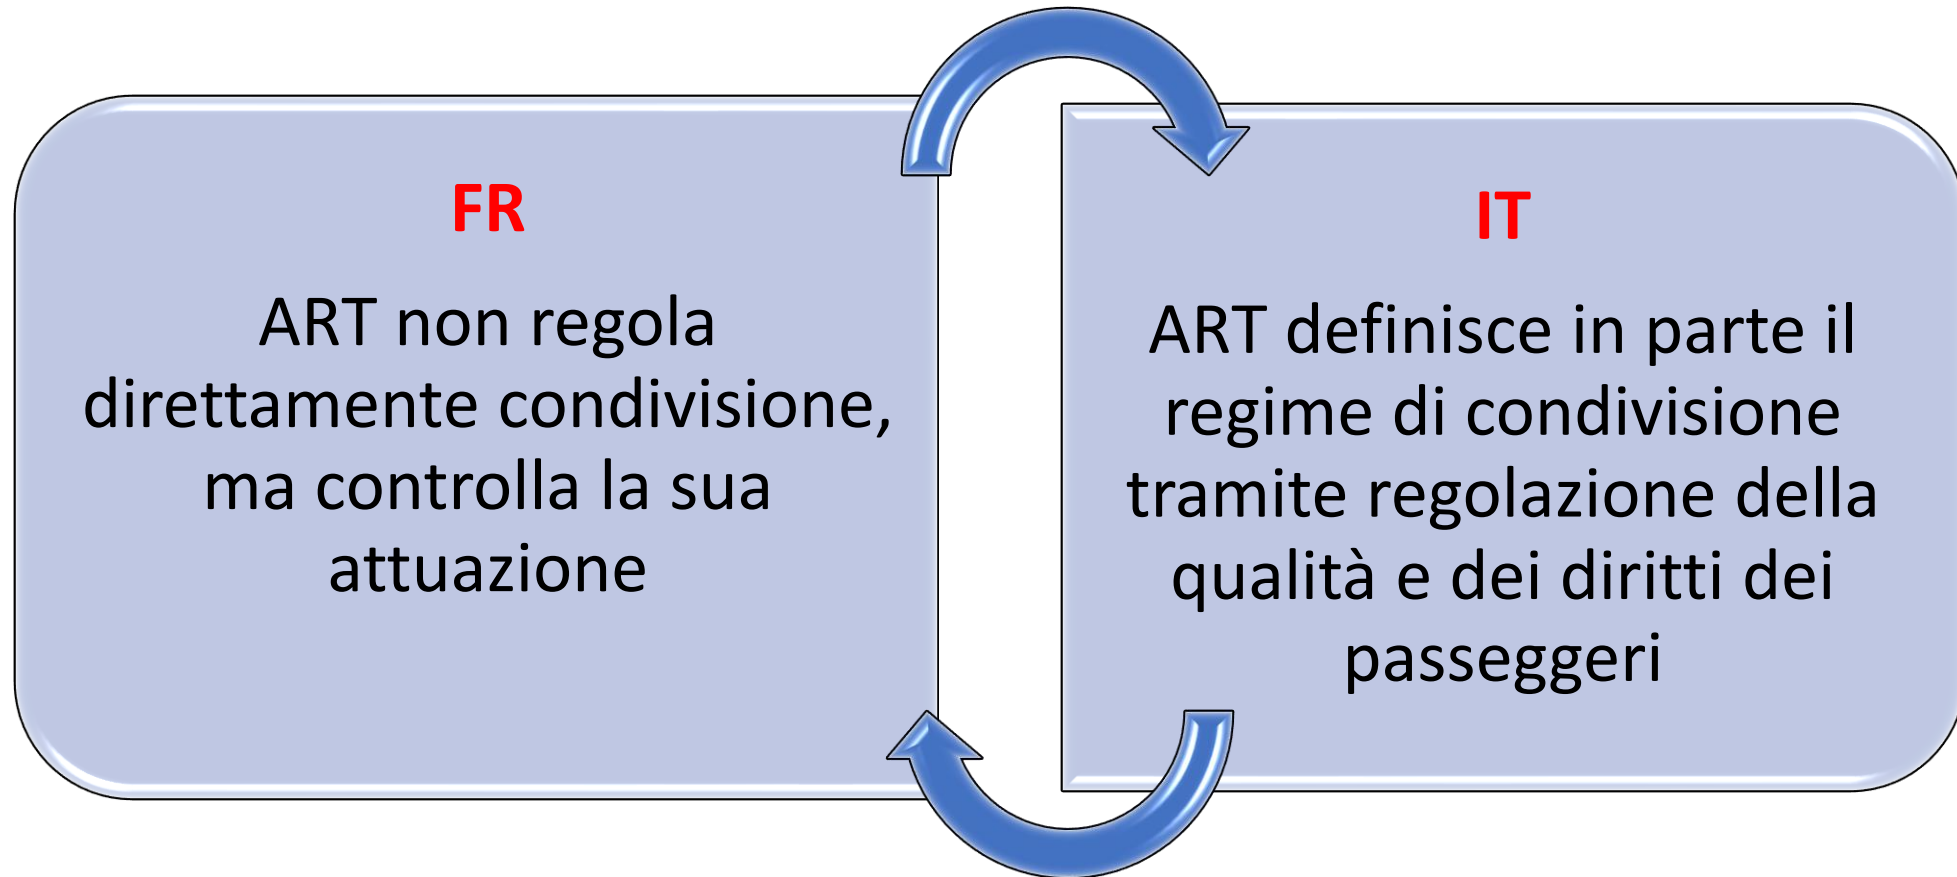 FR
ART non regola
direttamente condivisione,
ma controlla la sua
attuazione
IT
ART definisce in parte il
regime di condivisione
tramite regolazione della
qualità e dei diritti dei
passeggeri